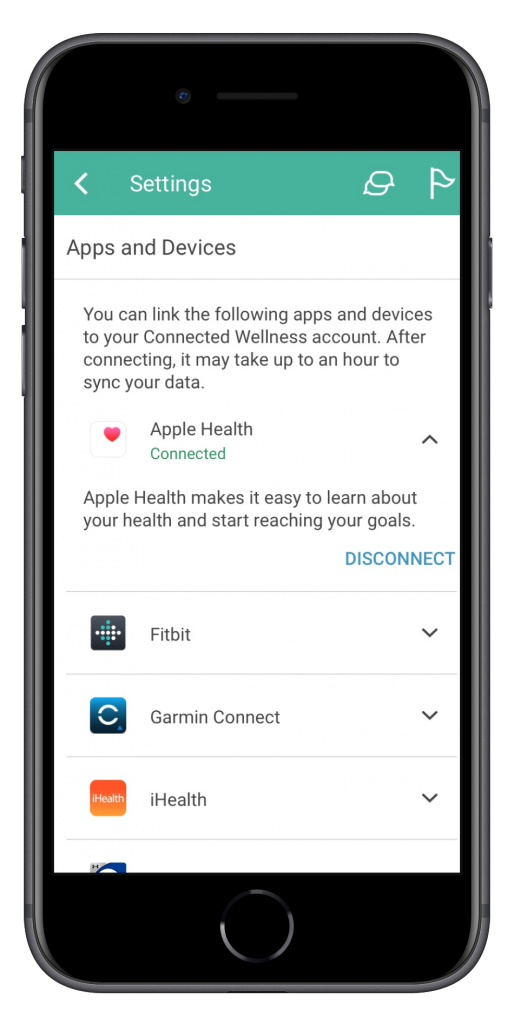 Settings
Apps and Devices
You can link the following apps and devices
to your Connected Wellness account. After
connecting, it may take up to an hour to
sync your data.
Apple Health
Connected
Apple Health makes it easy to learn about
your health and start reaching your goals.
DISCONNECT
Fitbit
Garmin Connect
iHealth
iHealth